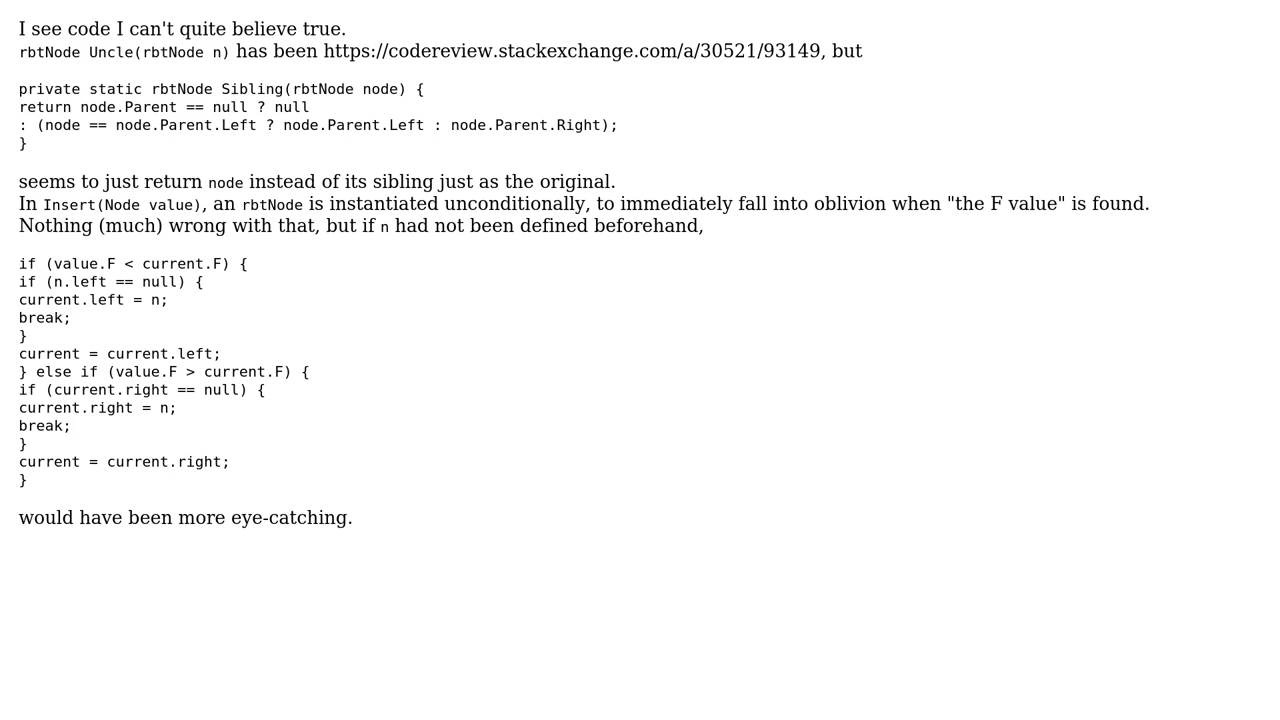 I see code I can't quite believe true.
rbtNode Uncle(rbtNode n) has been https://codereview.stackexchange.com/a/30521/93149, but
private static rbtNode Sibling(rbtNode node) {
return node.Parent == null ? null
: (node == node.Parent.Left ? node.Parent.Left : node.Parent.Right);
}
seems to just return node instead of its sibling just as the original.
In Insert(Node value), an rbtNode is instantiated unconditionally, to immediately fall into oblivion when "the F value" is found.
Nothing (much) wrong with that, but if n had not been defined beforehand,
if (value.F < current.F) {
if (n.left == null) {
current.left = n;
break;
}
current = current.left;
} else if (value.F > current.F) {
if (current.right == null) {
current.right = n;
break;
}
current = current.right;
}
would have been more eye-catching.